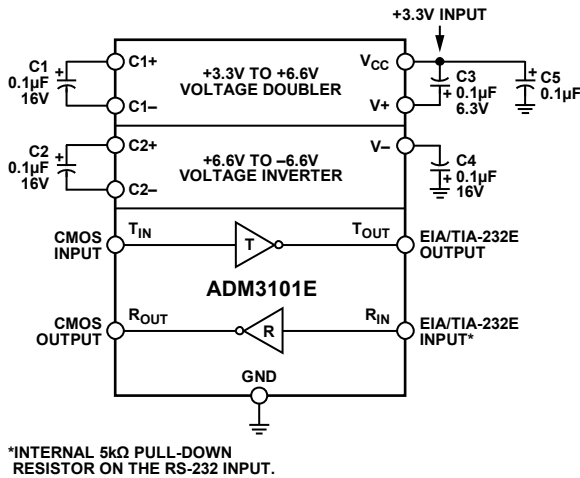 +3.3V INPUT
C1
0.1µF
16V
+
C1+
C1–
+3.3V TO +6.6V
VOLTAGE DOUBLER
VCC
V+
C3
+ 0.1µF
6.3V
+
C5
0.1µF
C2
0.1µF
16V
+
C2+
C2–
+6.6V TO –6.6V
VOLTAGE INVERTER
V–
C4
+ 0.1µF
16V
CMOS
INPUT
TIN
T
TOUT
EIA/TIA-232E
OUTPUT
ADM3101E
CMOS
OUTPUT
ROUT
R
RIN
EIA/TIA-232E
INPUT*
GND
*INTERNAL 5kΩ PULL-DOWN
RESISTOR ON THE RS-232 INPUT.